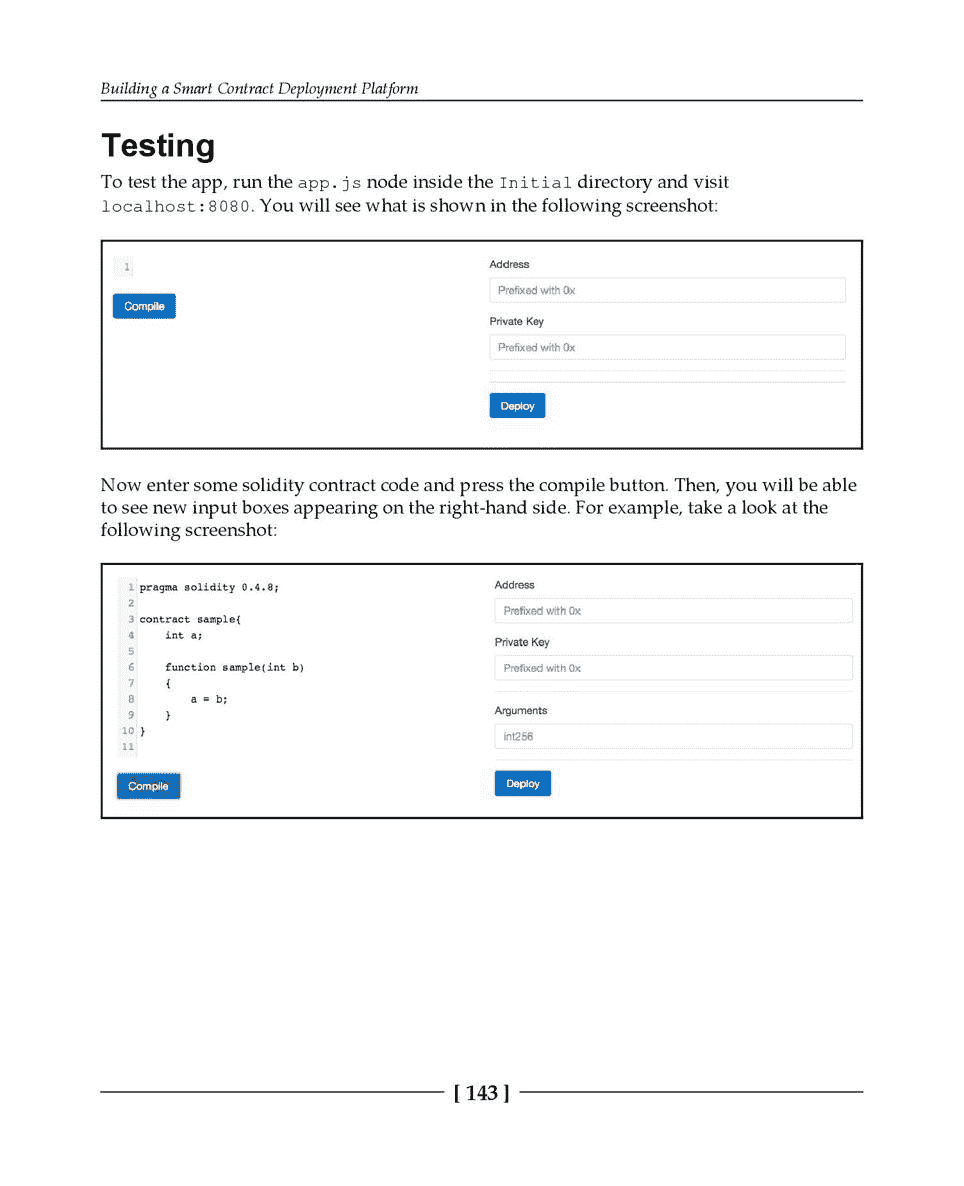 Building a Smart Contract Deployment Platform
Testing
To test the app, run the app.js node inside the Initial directory and visit
localhost:8080. You will see what is shown in the following screenshot:
1
Compile
Address
Prefixed with 0x
Private Key
Prefixed with 0x
Deploy
Now enter some solidity contract code and press the compile button. Then, you will be able
to see new input boxes appearing on the right-hand side. For example, take a look at the
following screenshot:
1 pragma solidity 0.4.8;
2
3 contract sample{
4     int a;
5
6     function sample(int b)
7     {
8         a = b;
9     }
10 }
11
Compile
Address
Prefixed with 0x
Private Key
Prefixed with 0x
Arguments
int256
Deploy
[ 143 ]